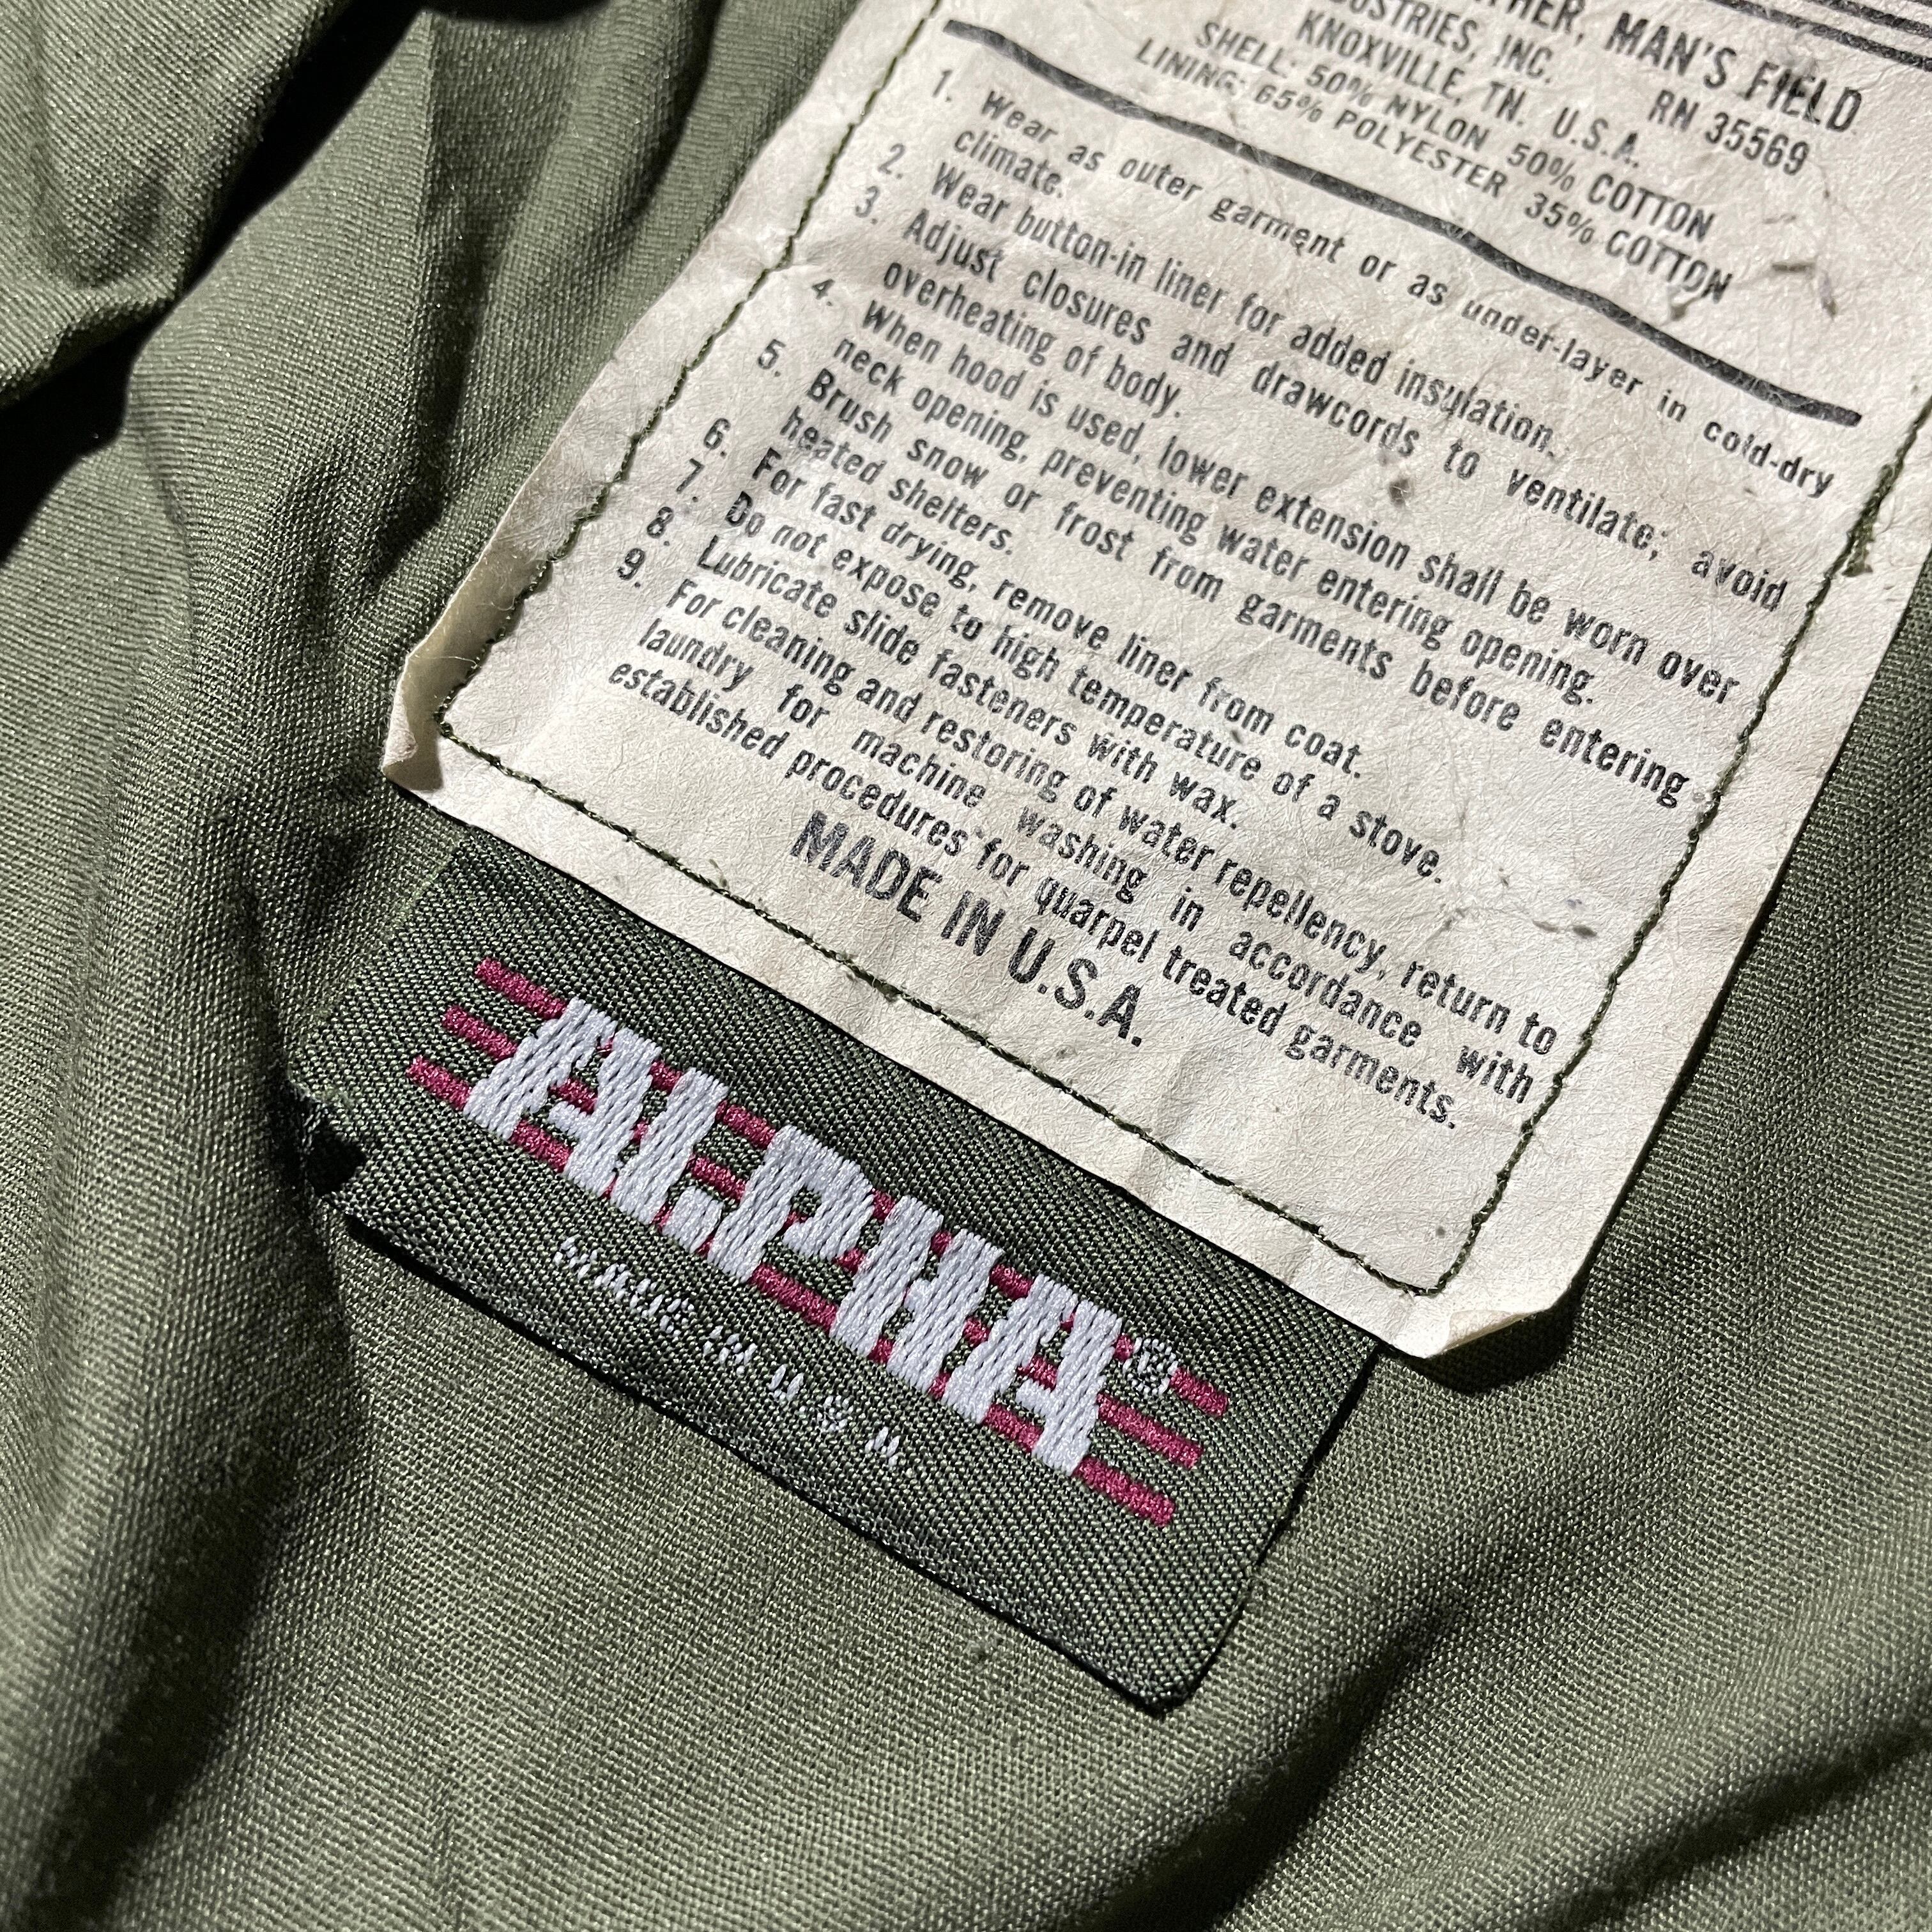 THER, MAN'S FIELD
DUSTRIES, INC. RN 35569
KNOXVILLE, TN. U.S.A.
SHELL: 50% NYLON 50% COTTON
LINING: 65% POLYESTER 35% COTTON
1. Wear as outer garment or as under-layer in cold-dry
climate.
2. Wear button-in liner for added insulation.
3. Adjust closures and drawcords to ventilate; avoid
overheating of body.
4. When hood is used, lower extension shall be worn over
neck opening, preventing water entering opening.
5. Brush snow or frost from garments before entering
heated shelters.
6. For fast drying, remove liner from coat.
7. Do not expose to high temperature of a stove.
8. Lubricate slide fasteners with wax.
9. For cleaning and restoring of water repellency, return to
laundry for machine washing in accordance with
established procedures for quarpel treated garments.
MADE IN U.S.A.
ALPHA®
MADE IN U.S.A.